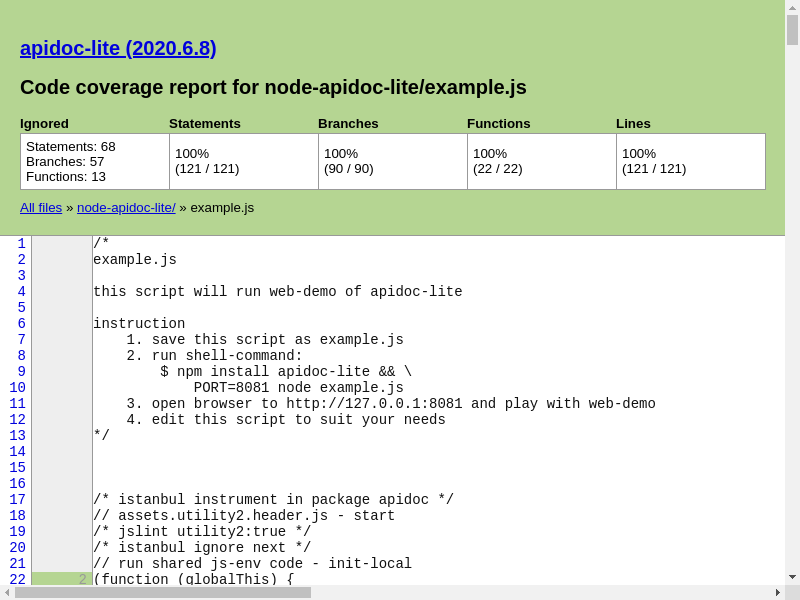 apidoc-lite (2020.6.8)
Code coverage report for node-apidoc-lite/example.js
Ignored Statements Branches Functions Lines
Statements: 68
Branches: 57
Functions: 13
100%
(121 / 121)
100%
(90 / 90)
100%
(22 / 22)
100%
(121 / 121)
All files » node-apidoc-lite/ » example.js
1 /*
2 example.js
3
4 this script will run web-demo of apidoc-lite
5
6 instruction
7     1. save this script as example.js
8     2. run shell-command:
9         $ npm install apidoc-lite && \
10             PORT=8081 node example.js
11     3. open browser to http://127.0.0.1:8081 and play with web-demo
12     4. edit this script to suit your needs
13 */
14
15
16
17 /* istanbul instrument in package apidoc */
18 // assets.utility2.header.js - start
19 /* jslint utility2:true */
20 /* istanbul ignore next */
21 // run shared js-env code - init-local
22 2 (function (globalThis) {